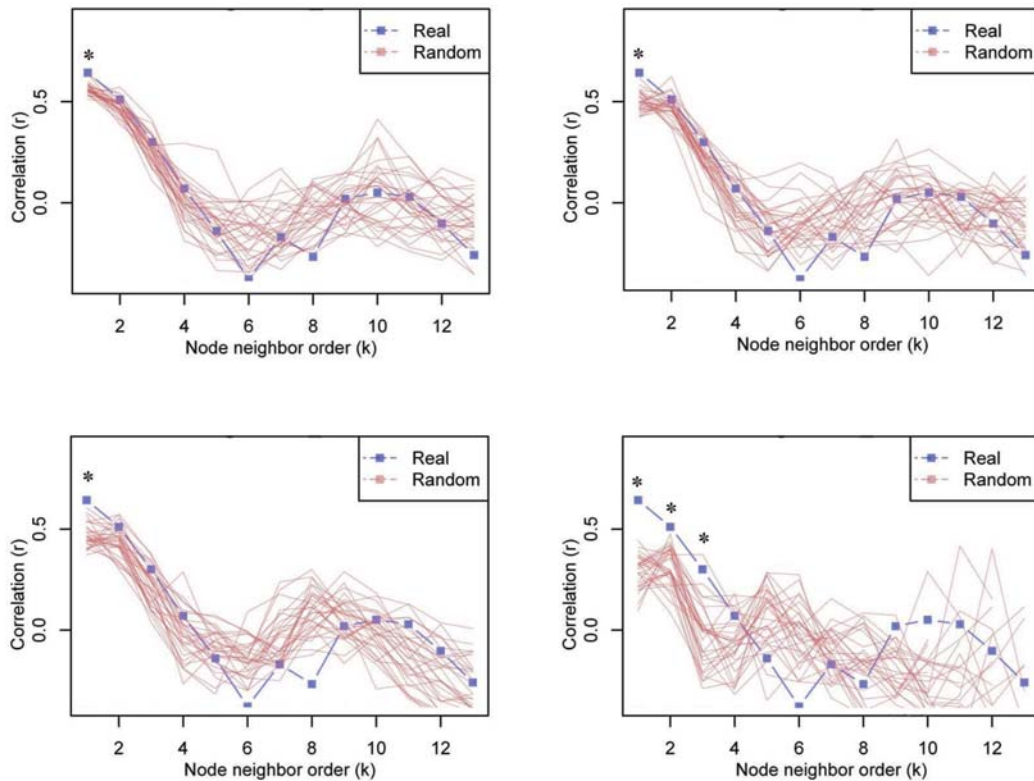 Real
Random
*
Correlation (r)
0.5
0.0
2 4 6 8 10 12
Node neighbor order (k)
Real
Random
*
Correlation (r)
0.5
0.0
2 4 6 8 10 12
Node neighbor order (k)
Real
Random
*
Correlation (r)
0.5
0.0
2 4 6 8 10 12
Node neighbor order (k)
Real
Random
*
*
*
Correlation (r)
0.5
0.0
2 4 6 8 10 12
Node neighbor order (k)